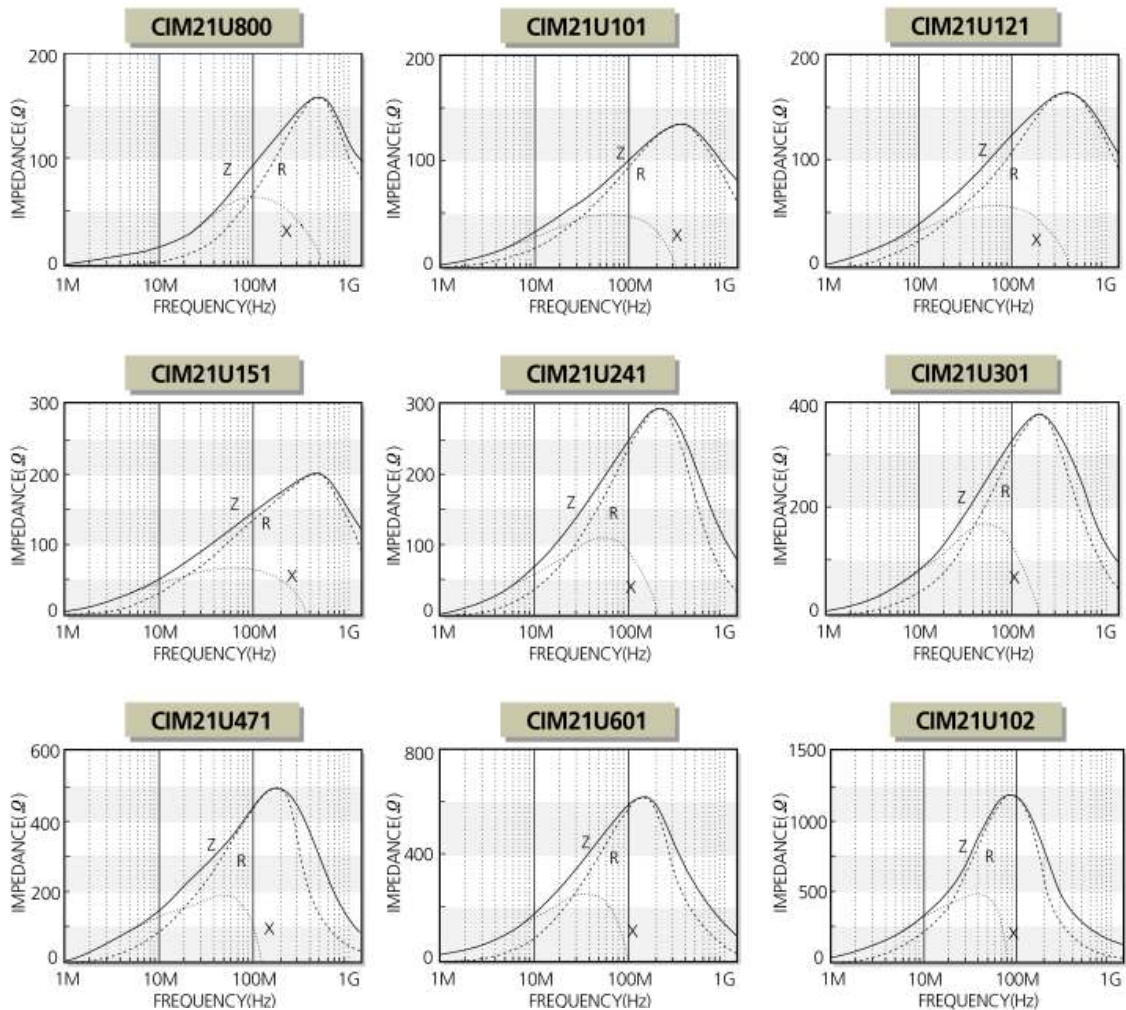 CIM21U800
200
100
0
IMPEDANCE(Ω)
Z
R
X
1M 10M 100M 1G
FREQUENCY(Hz)
CIM21U101
200
100
0
IMPEDANCE(Ω)
Z
R
X
1M 10M 100M 1G
FREQUENCY(Hz)
CIM21U121
200
100
0
IMPEDANCE(Ω)
R
X
1M 10M 100M 1G
FREQUENCY(Hz)
CIM21U151
300
200
100
0
IMPEDANCE(Ω)
Z
R
X
1M 10M 100M 1G
FREQUENCY(Hz)
CIM21U241
300
200
100
0
IMPEDANCE(Ω)
Z
R
X
1M 10M 100M 1G
FREQUENCY(Hz)
CIM21U301
400
200
0
IMPEDANCE(Ω)
Z
R
X
1M 10M 100M 1G
FREQUENCY(Hz)
CIM21U471
600
400
200
0
IMPEDANCE(Ω)
Z
R
X
1M 10M 100M 1G
FREQUENCY(Hz)
CIM21U601
800
400
0
IMPEDANCE(Ω)
Z
R
X
1M 10M 100M 1G
FREQUENCY(Hz)
CIM21U102
1500
1000
500
0
IMPEDANCE(Ω)
Z
R
X
1M 10M 100M 1G
FREQUENCY(Hz)